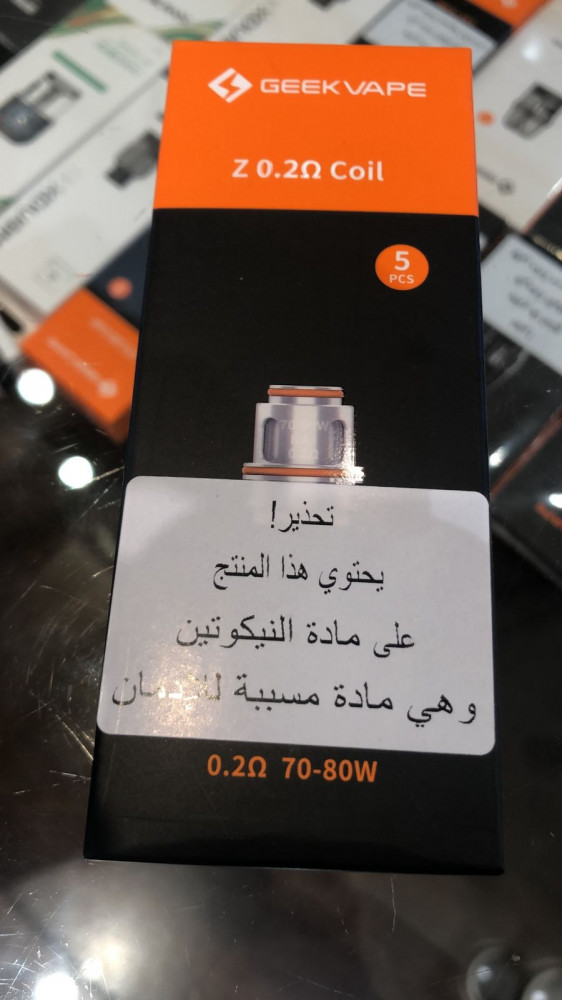 GEEKVAPE
Z 0.2Ω Coil
5
PCS
تحذير!
يحتوي هذا المنتج
على مادة النيكوتين
وهي مادة مسببة للإدمان
0.2Ω 70-80W